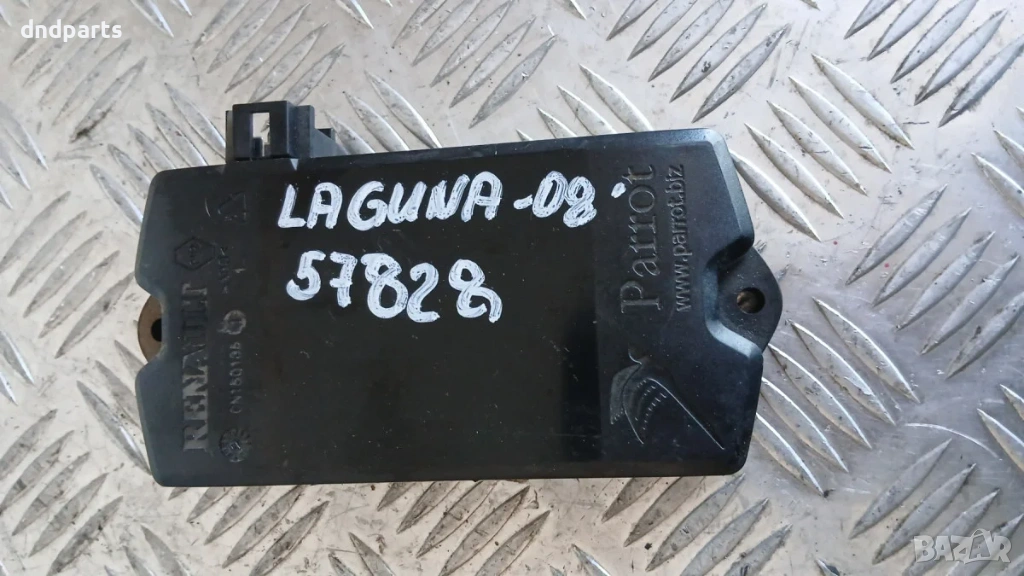 dndparts
LAGUNA-08'
57828
RENAULT
Parrot
www.parrot.biz
BAZAR